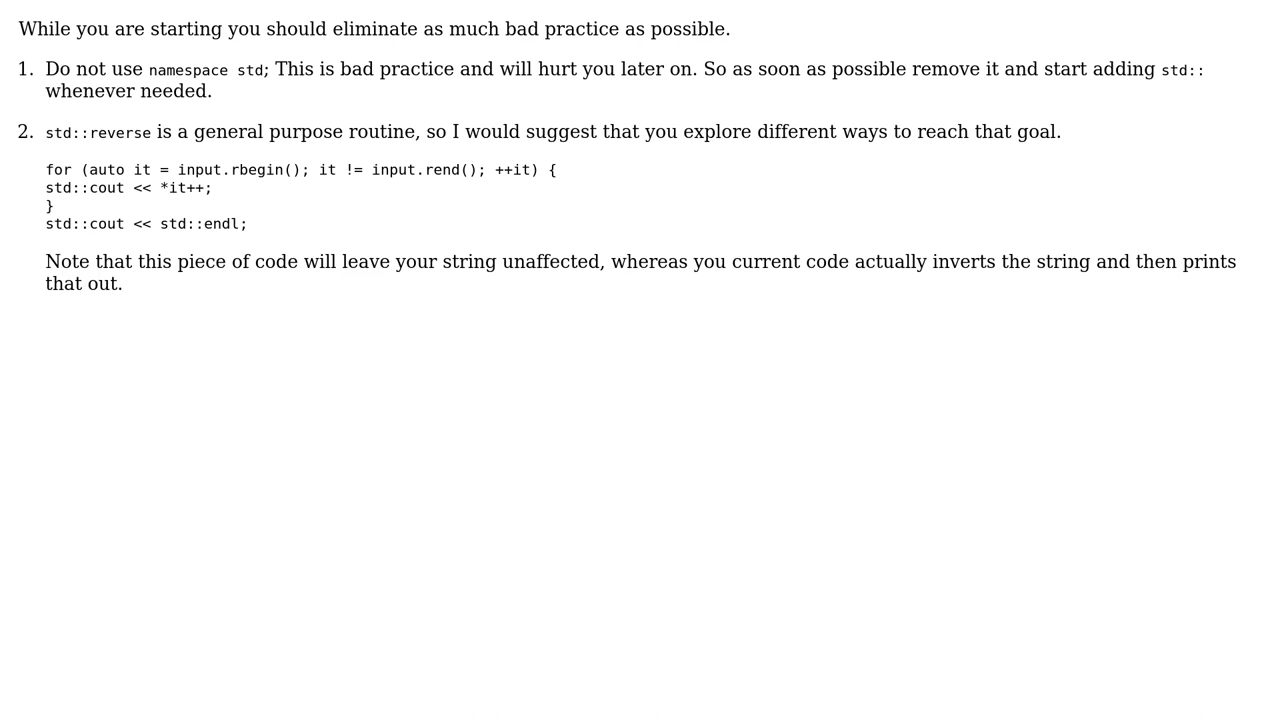 While you are starting you should eliminate as much bad practice as possible.
1. Do not use namespace std; This is bad practice and will hurt you later on. So as soon as possible remove it and start adding std::
whenever needed.
2. std::reverse is a general purpose routine, so I would suggest that you explore different ways to reach that goal.
for (auto it = input.rbegin(); it != input.rend(); ++it) {
std::cout << *it++;
}
std::cout << std::endl;
Note that this piece of code will leave your string unaffected, whereas you current code actually inverts the string and then prints
that out.